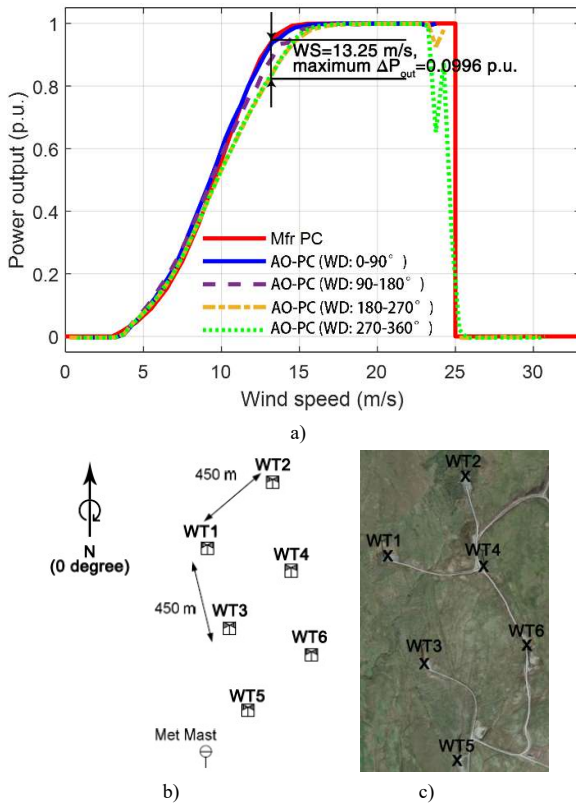 1
0.8
0.6
0.4
0.2
0
Power output (p.u.)
WS=13.25 m/s,
maximum ΔPout=0.0996 p.u.
Mfr PC
AO-PC (WD: 0-90°)
AO-PC (WD: 90-180°)
AO-PC (WD: 180-270°)
AO-PC (WD: 270-360°)
0 5 10 15 20 25 30
Wind speed (m/s)
a)
N
(0 degree)
450 m
WT2
WT1
WT4
450 m
WT3
WT6
WT5
Met Mast
b)
WT2
WT1
WT4
WT6
WT3
WT5
c)